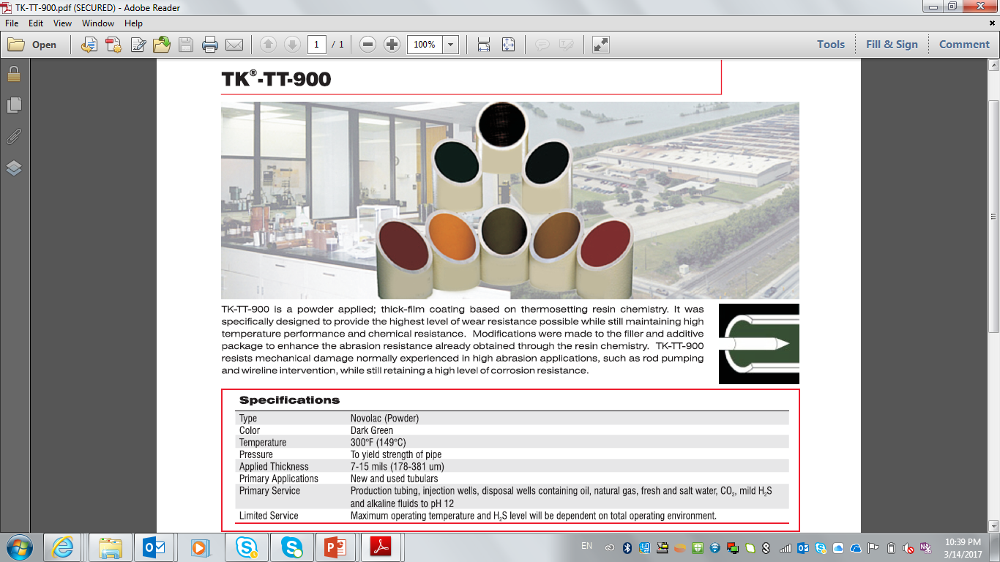 TK-TT-900.pdf (SECURED) - Adobe Reader
File Edit View Window Help
Open 1 / 1 100% Tools Fill & Sign Comment
TK®-TT-900
TK-TT-900 is a powder applied; thick-film coating based on thermosetting resin chemistry. It was
specifically designed to provide the highest level of wear resistance possible while still maintaining high
temperature performance and chemical resistance. Modifications were made to the filler and additive
package to enhance the abrasion resistance already obtained through the resin chemistry. TK-TT-900
resists mechanical damage normally experienced in high abrasion applications, such as rod pumping
and wireline intervention, while still retaining a high level of corrosion resistance.
Specifications
Type Novolac (Powder)
Color Dark Green
Temperature 300°F (149°C)
Pressure To yield strength of pipe
Applied Thickness 7-15 mils (178-381 um)
Primary Applications New and used tubulars
Primary Service Production tubing, injection wells, disposal wells containing oil, natural gas, fresh and salt water, CO₂, mild H₂S
and alkaline fluids to pH 12
Limited Service Maximum operating temperature and H₂S level will be dependent on total operating environment.
EN 10:39 PM
3/14/2017